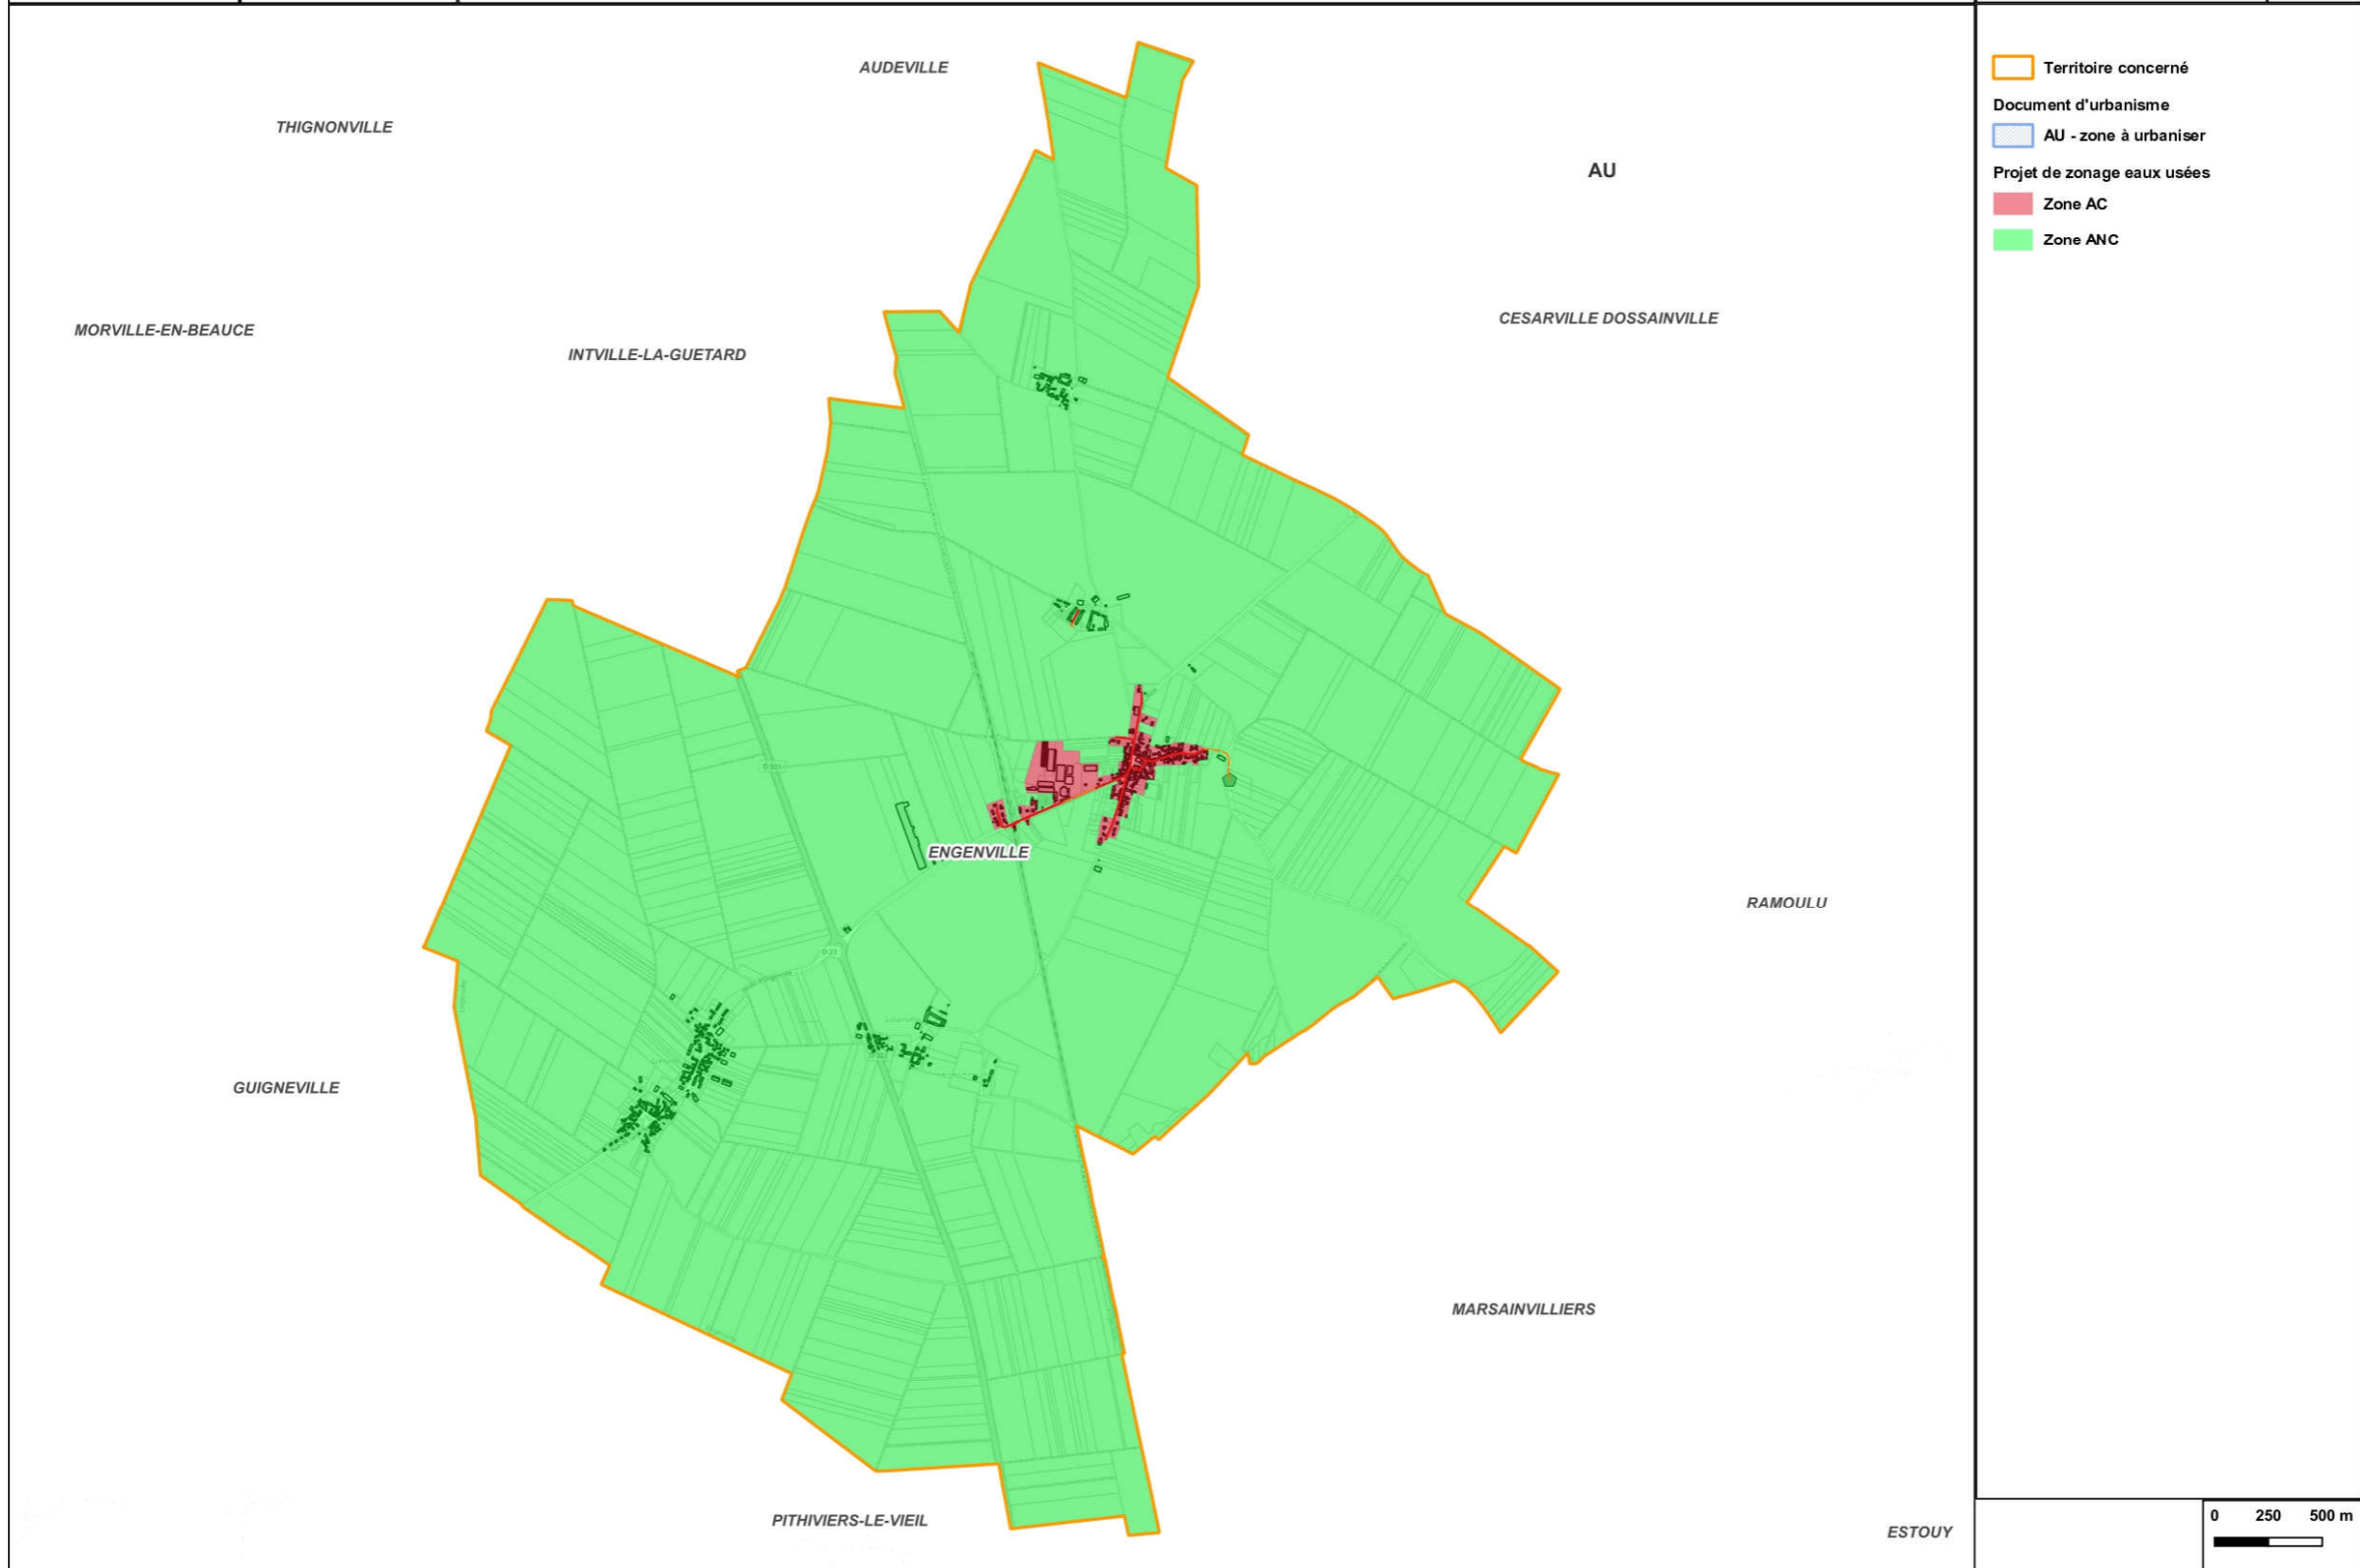 AUDEVILLE
THIGNONVILLE
AU
MORVILLE-EN-BEAUCE
INTVILLE-LA-GUETARD
CESARVILLE DOSSAINVILLE
ENGENVILLE
RAMOULU
D 23
GUIGNEVILLE
MARSAINVILLIERS
PITHIVIERS-LE-VIEIL
ESTOUY
Territoire concerné
Document d'urbanisme
AU - zone à urbaniser
Projet de zonage eaux usées
Zone AC
Zone ANC
0 250 500 m